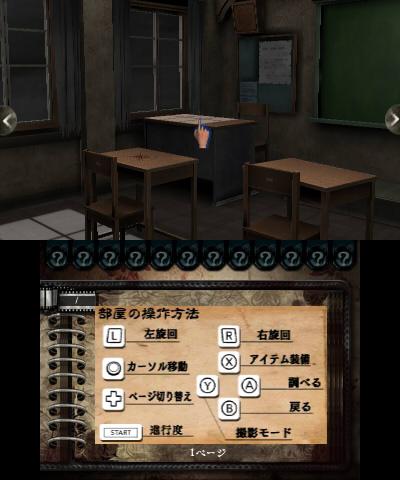 ? ? ? ? ? ? ? ? ? ? ? ?
部屋の操作方法
L 左旋回 R 右旋回
カーソル移動 X アイテム装備
Y A 調べる
ページ切り替え B 戻る
START 進行度 撮影モード
1ページ